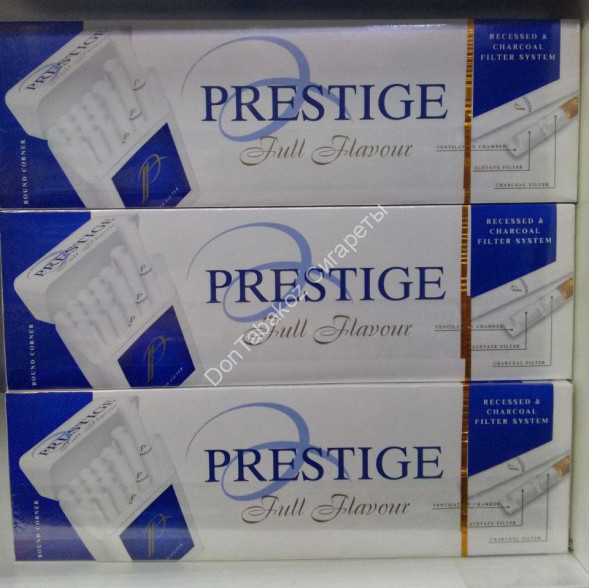 PRESTIGE
ROUND CORNER
PRESTIGE
Full Flavour
RECESSED &
CHARCOAL
FILTER SYSTEM
VENTILATION CHAMBER
ACETATE FILTER
CHARCOAL FILTER
PRESTIGE
ROUND CORNER
PRESTIGE
Full Flavour
RECESSED &
CHARCOAL
FILTER SYSTEM
VENTILATION CHAMBER
ACETATE FILTER
CHARCOAL FILTER
PRESTIGE
ROUND CORNER
PRESTIGE
Full Flavour
RECESSED &
CHARCOAL
FILTER SYSTEM
VENTILATION CHAMBER
ACETATE FILTER
CHARCOAL FILTER
DonTabakoz Сигареты